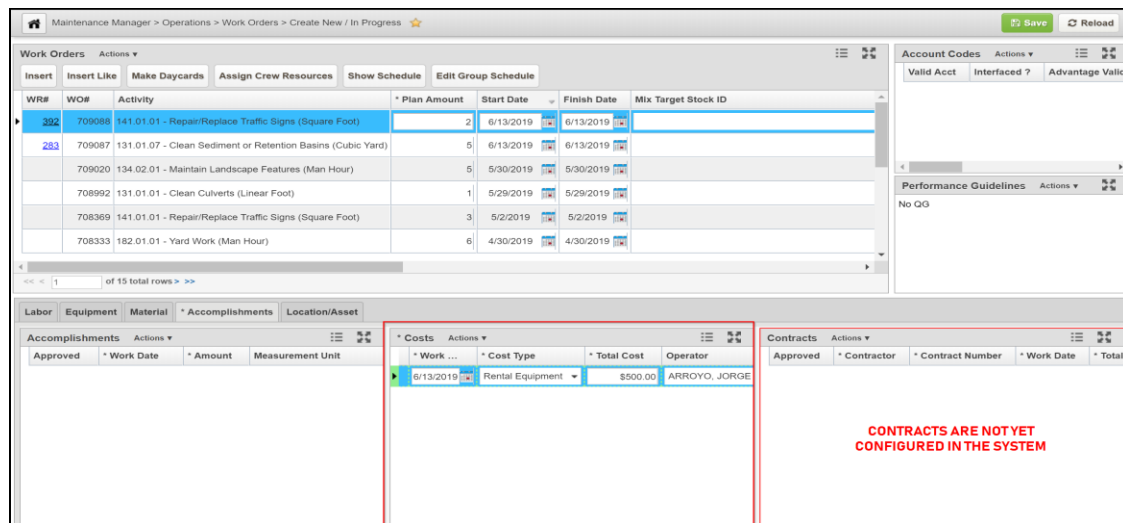 Maintenance Manager > Operations > Work Orders > Create New / In Progress
Save
Reload
Work Orders Actions
Insert Insert Like Make Daycards Assign Crew Resources Show Schedule Edit Group Schedule
WR# WO# Activity * Plan Amount Start Date Finish Date Mix Target Stock ID
392 709088 141.01.01 - Repair/Replace Traffic Signs (Square Foot) 2 6/13/2019 6/13/2019
283 709087 131.01.07 - Clean Sediment or Retention Basins (Cubic Yard) 5 6/13/2019 6/13/2019
709020 134.02.01 - Maintain Landscape Features (Man Hour) 5 5/30/2019 5/30/2019
708992 131.01.01 - Clean Culverts (Linear Foot) 1 5/29/2019 5/29/2019
708369 141.01.01 - Repair/Replace Traffic Signs (Square Foot) 3 5/2/2019 5/2/2019
708333 182.01.01 - Yard Work (Man Hour) 6 4/30/2019 4/30/2019
<< < 1 of 15 total rows > >>
Account Codes Actions
Valid Acct Interfaced ? Advantage Valid
Performance Guidelines Actions
No QG
Labor Equipment Material * Accomplishments Location/Asset
Accomplishments Actions
Approved * Work Date * Amount Measurement Unit
* Costs Actions
* Work ... * Cost Type * Total Cost Operator
6/13/2019 Rental Equipment $500.00 ARROYO, JORGE
Contracts Actions
Approved * Contractor * Contract Number * Work Date * Total
CONTRACTS ARE NOT YET
CONFIGURED IN THE SYSTEM